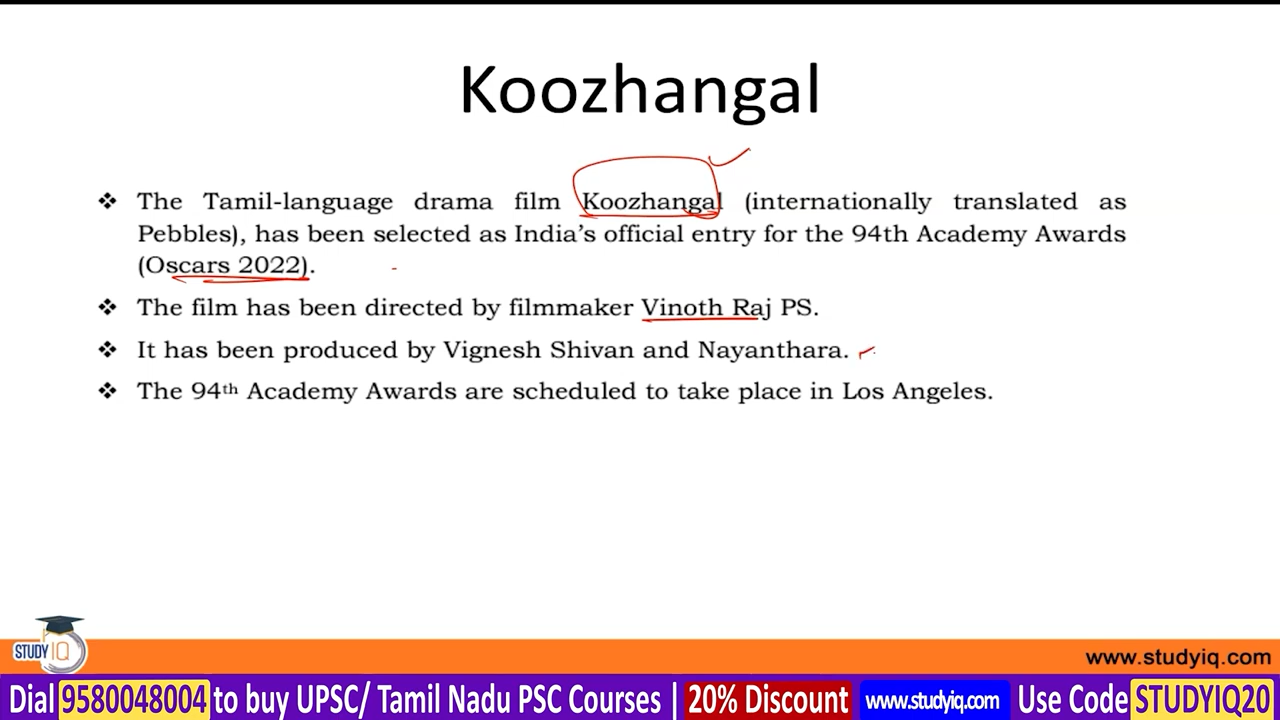 Koozhangal
❖ The Tamil-language drama film Koozhangal (internationally translated as
Pebbles), has been selected as India's official entry for the 94th Academy Awards
(Oscars 2022).
❖ The film has been directed by filmmaker Vinoth Raj PS.
❖ It has been produced by Vignesh Shivan and Nayanthara.
❖ The 94th Academy Awards are scheduled to take place in Los Angeles.
STUDY IQ
www.studyiq.com
Dial 9580048004 to buy UPSC/ Tamil Nadu PSC Courses | 20% Discount www.studyiq.com Use Code STUDYIQ20